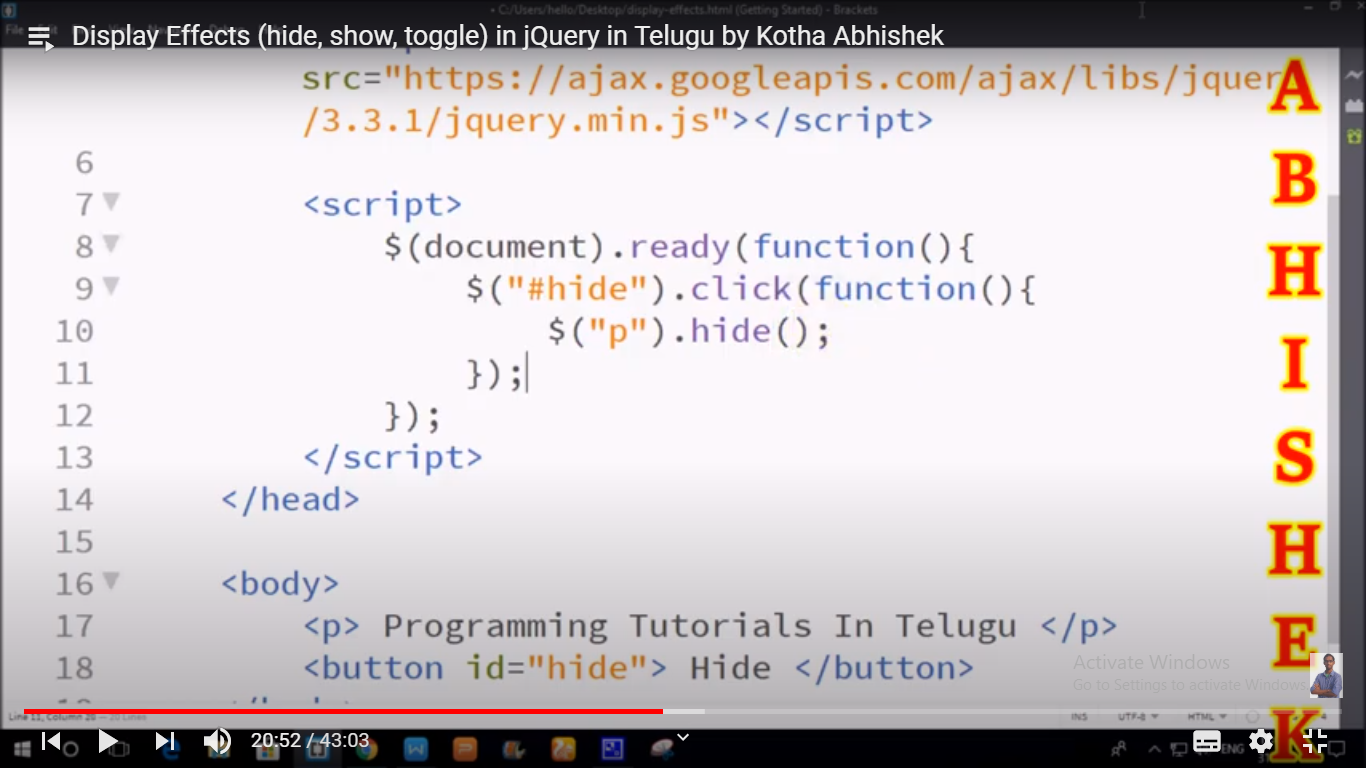 C:/Users/hello/Desktop/display-effects.html (Getting Started) - Brackets
File
Display Effects (hide, show, toggle) in jQuery in Telugu by Kotha Abhishek
src="https://ajax.googleapis.com/ajax/libs/jquer
/3.3.1/jquery.min.js"></script>
6
7 <script>
8 $(document).ready(function(){
9 $("#hide").click(function(){
10 $("p").hide();
11 });
12 });
13 </script>
14 </head>
15
16 <body>
17 <p> Programming Tutorials In Telugu </p>
18 <button id="hide"> Hide </button>
A
B
H
I
S
H
E
K
Activate Windows
Go to Settings to activate Windows.
Line 11, Column 20 — 20 Lines
INS UTF-8 HTML 4
20:52 / 43:03
ENG